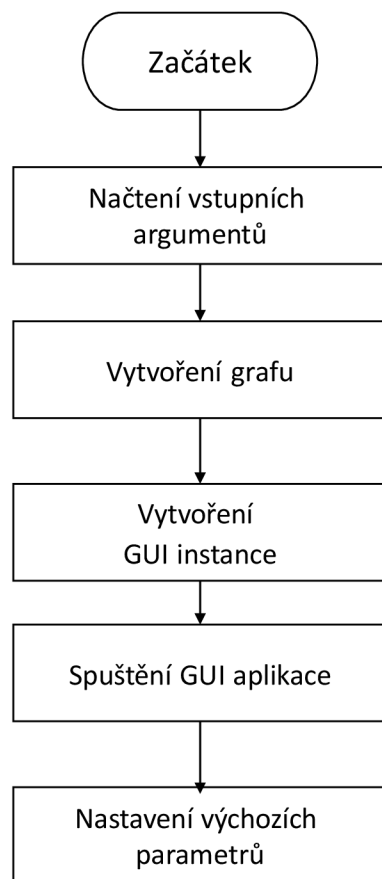 Začátek
Načtení vstupních
argumentů
Vytvoření grafu
Vytvoření
GUI instance
Spuštění GUI aplikace
Nastavení výchozích
parametrů